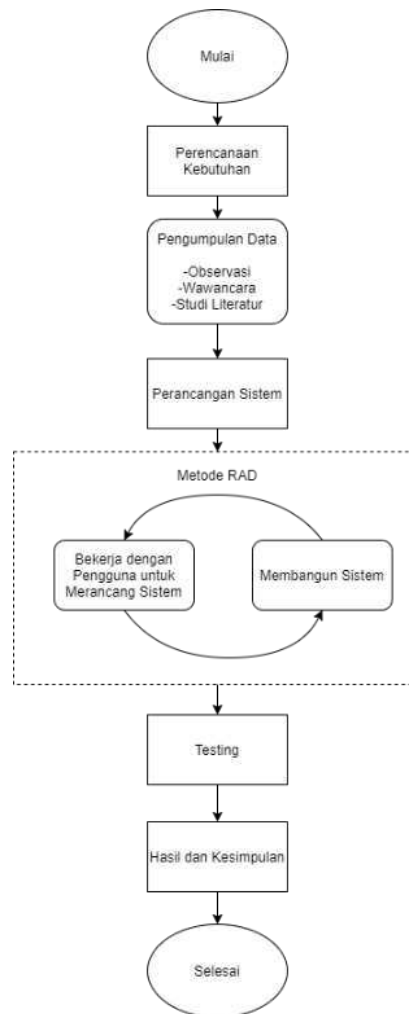 Mulai
Perencanaan
Kebutuhan
Pengumpulan Data
-Observasi
-Wawancara
-Studi Literatur
Perancangan Sistem
Metode RAD
Bekerja dengan
Pengguna untuk
Merancang Sistem
Membangun Sistem
Testing
Hasil dan Kesimpulan
Selesai